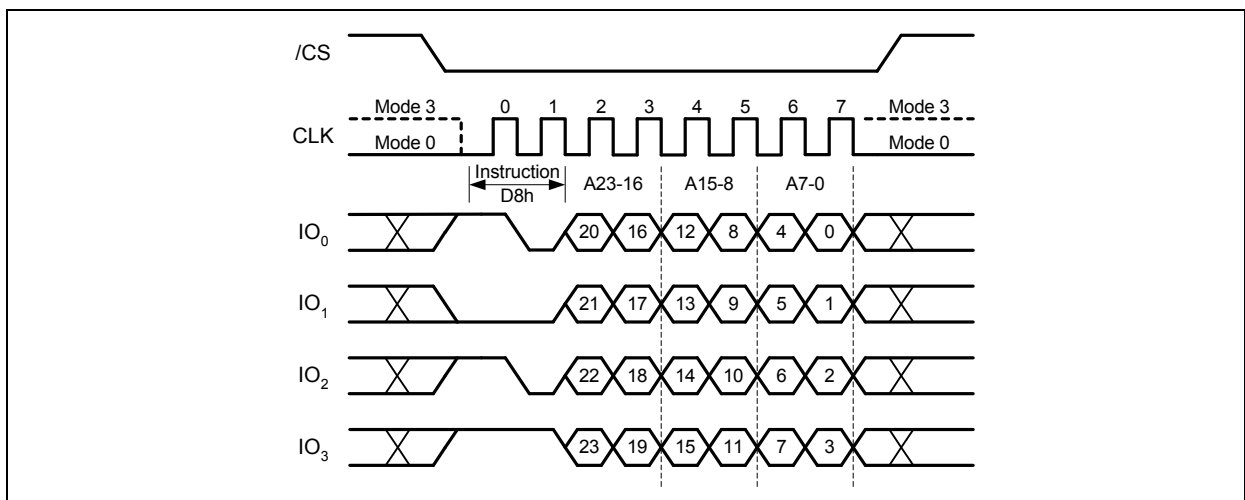 /CS
Mode 3 0 1 2 3 4 5 6 7 Mode 3
CLK
Mode 0 Mode 0
Instruction
D8h A23-16 A15-8 A7-0
IO0 20 16 12 8 4 0
IO1 21 17 13 9 5 1
IO2 22 18 14 10 6 2
IO3 23 19 15 11 7 3